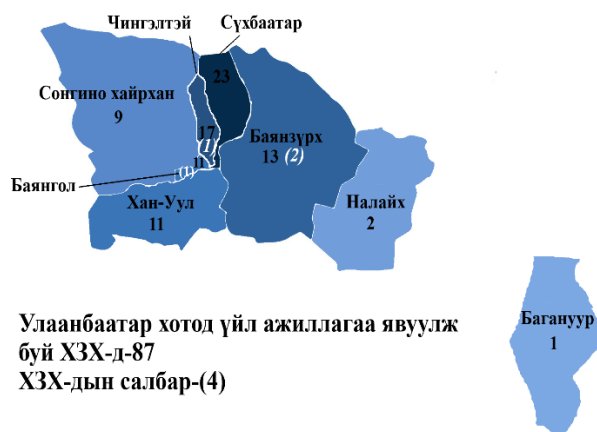 Чингэлтэй
Сүхбаатар
Сонгино хайрхан
9
23
17
(1)
Баянзүрх
13 (2)
11
(1)
Баянгол
Хан-Уул
11
Налайх
2
Багануур
1
Улаанбаатар хотод үйл ажиллагаа явуулж
буй ХЗХ-д-87
ХЗХ-дын салбар-(4)